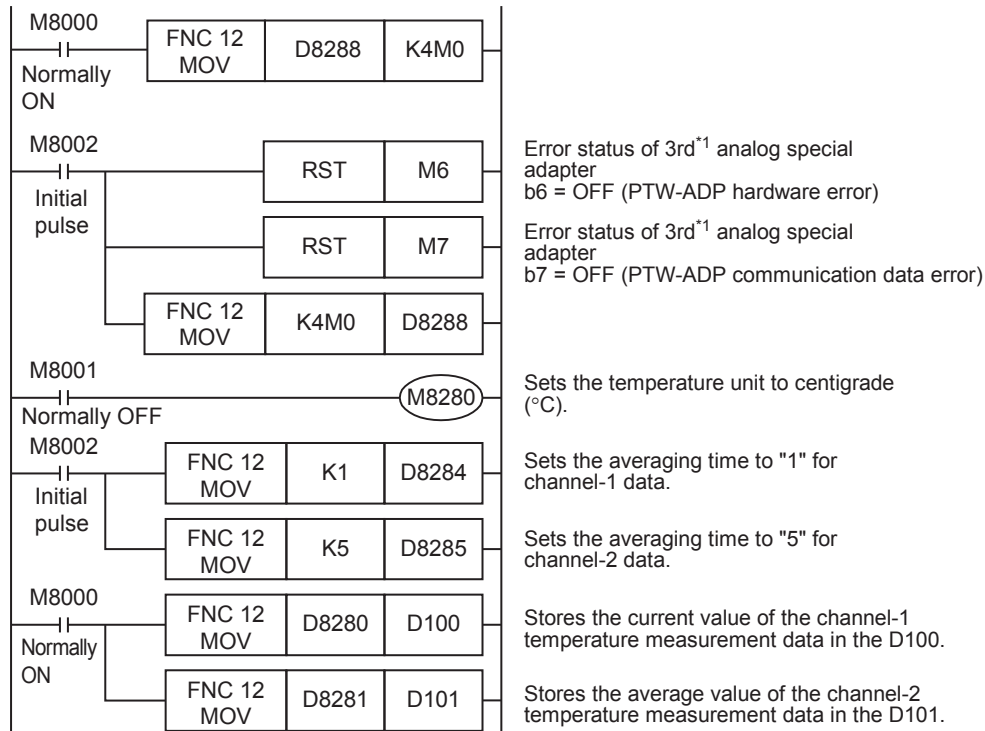 M8000
FNC 12
MOV
D8288
K4M0
Normally
ON
M8002
RST
M6
Error status of 3rd*1 analog special
adapter
b6 = OFF (PTW-ADP hardware error)
Initial
pulse
RST
M7
Error status of 3rd*1 analog special
adapter
b7 = OFF (PTW-ADP communication data error)
FNC 12
MOV
K4M0
D8288
M8001
M8280
Sets the temperature unit to centigrade
(°C).
Normally OFF
M8002
FNC 12
MOV
K1
D8284
Sets the averaging time to "1" for
channel-1 data.
Initial
pulse
FNC 12
MOV
K5
D8285
Sets the averaging time to "5" for
channel-2 data.
M8000
FNC 12
MOV
D8280
D100
Stores the current value of the channel-1
temperature measurement data in the D100.
Normally
ON
FNC 12
MOV
D8281
D101
Stores the average value of the channel-2
temperature measurement data in the D101.